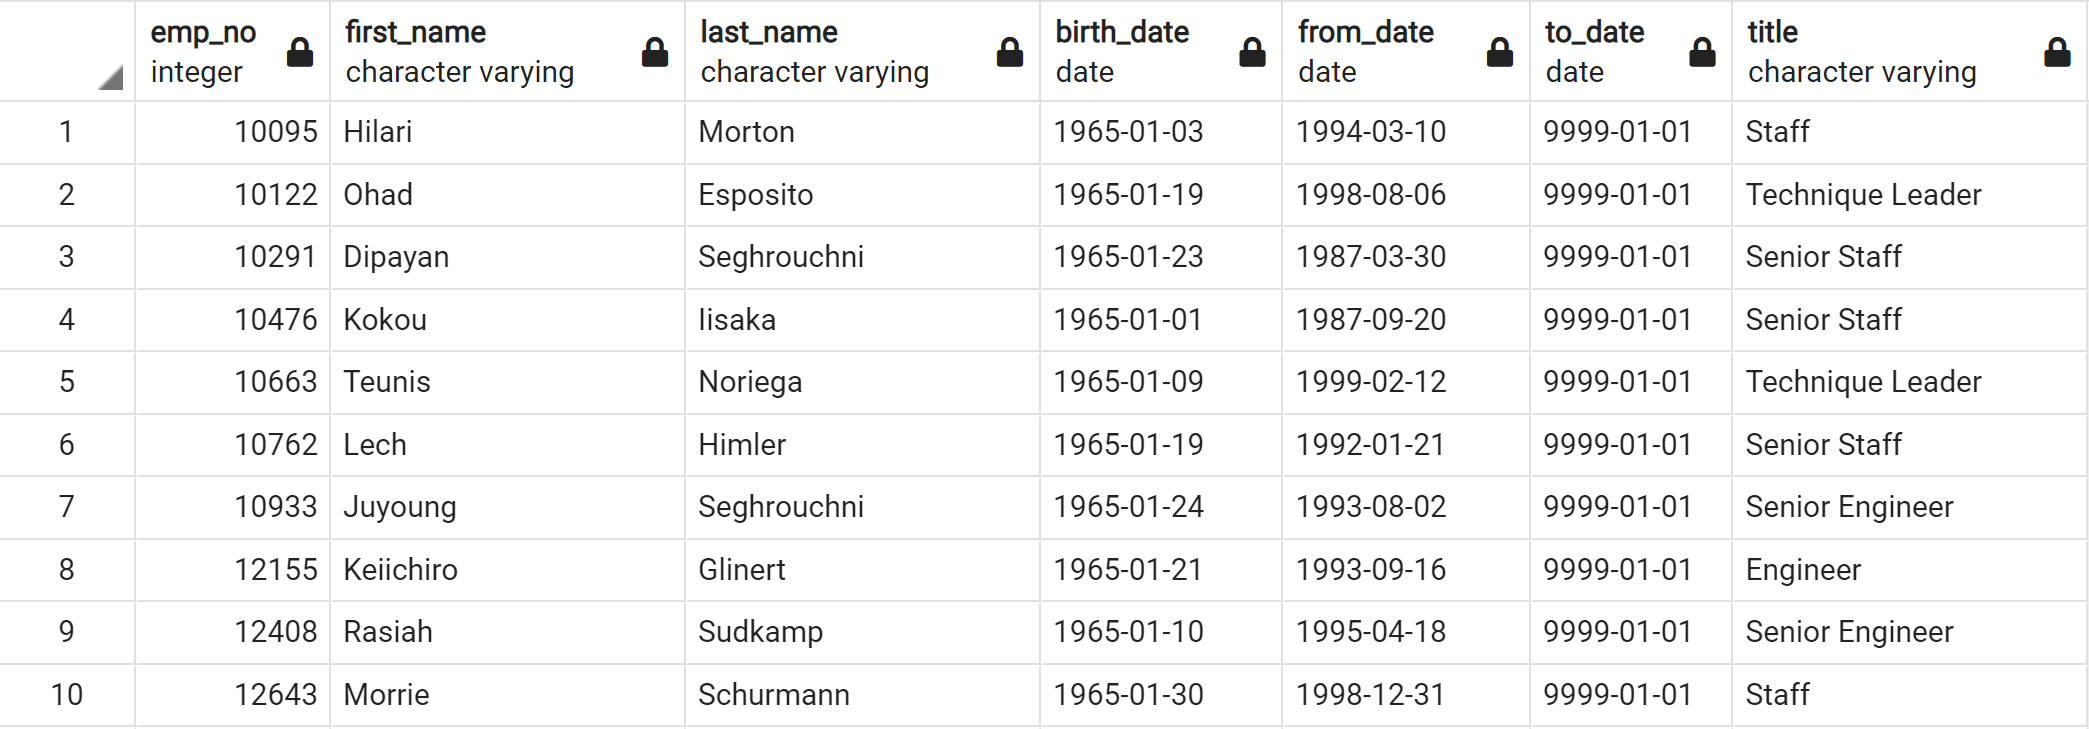 emp_no first_name last_name birth_date from_date to_date title
integer character varying character varying date date date character varying
1 10095 Hilari Morton 1965-01-03 1994-03-10 9999-01-01 Staff
2 10122 Ohad Esposito 1965-01-19 1998-08-06 9999-01-01 Technique Leader
3 10291 Dipayan Seghrouchni 1965-01-23 1987-03-30 9999-01-01 Senior Staff
4 10476 Kokou Iisaka 1965-01-01 1987-09-20 9999-01-01 Senior Staff
5 10663 Teunis Noriega 1965-01-09 1999-02-12 9999-01-01 Technique Leader
6 10762 Lech Himler 1965-01-19 1992-01-21 9999-01-01 Senior Staff
7 10933 Juyoung Seghrouchni 1965-01-24 1993-08-02 9999-01-01 Senior Engineer
8 12155 Keiichiro Glinert 1965-01-21 1993-09-16 9999-01-01 Engineer
9 12408 Rasiah Sudkamp 1965-01-10 1995-04-18 9999-01-01 Senior Engineer
10 12643 Morrie Schurmann 1965-01-30 1998-12-31 9999-01-01 Staff